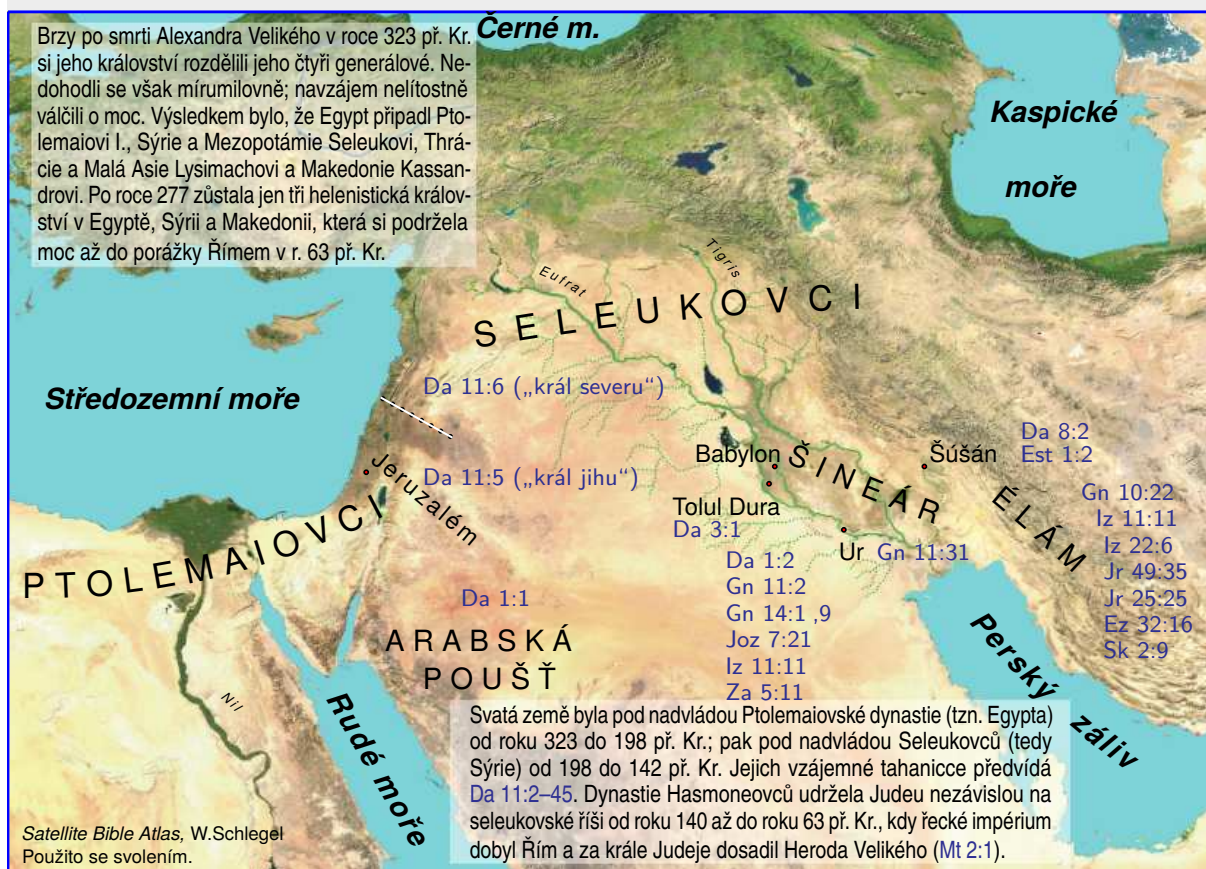 Brzy po smrti Alexandra Velikého v roce 323 př. Kr.
si jeho království rozdělili jeho čtyři generálové. Ne-
dohodli se však mírumilovně; navzájem nelítostně
válčili o moc. Výsledkem bylo, že Egypt připadl Pto-
lemaiovi I., Sýrie a Mezopotámie Seleukovi, Thrá-
cie a Malá Asie Lysimachovi a Makedonie Kassan-
drovi. Po roce 277 zůstala jen tři helenistická králov-
ství v Egyptě, Sýrii a Makedonii, která si podržela
moc až do porážky Římem v r. 63 př. Kr.
Černé m.
Kaspické
moře
Tigris
Eufrat
SELEUKOVCI
Středozemní moře
Da 11:6 („král severu“)
Da 11:5 („král jihu“)
Jeruzalém
PTOLEMAIOVCI
Babylon
ŠINEÁR
Šúšán
Da 8:2
Est 1:2
ÉLÁM
Gn 10:22
Iz 11:11
Iz 22:6
Jr 49:35
Jr 25:25
Ez 32:16
Sk 2:9
Tolul Dura
Da 3:1
Ur
Gn 11:31
Da 1:2
Gn 11:2
Gn 14:1 ,9
Joz 7:21
Iz 11:11
Za 5:11
Da 1:1
ARABSKÁ
POUŠŤ
Nil
Rudé moře
Perský
záliv
Svatá země byla pod nadvládou Ptolemaiovské dynastie (tzn. Egypta)
od roku 323 do 198 př. Kr.; pak pod nadvládou Seleukovců (tedy
Sýrie) od 198 do 142 př. Kr. Jejich vzájemné tahanicce předvídá
Da 11:2–45. Dynastie Hasmoneovců udržela Judeu nezávislou na
seleukovské říši od roku 140 až do roku 63 př. Kr., kdy řecké impérium
dobyl Řím a za krále Judeje dosadil Heroda Velikého (Mt 2:1).
Satellite Bible Atlas, W.Schlegel
Použito se svolením.